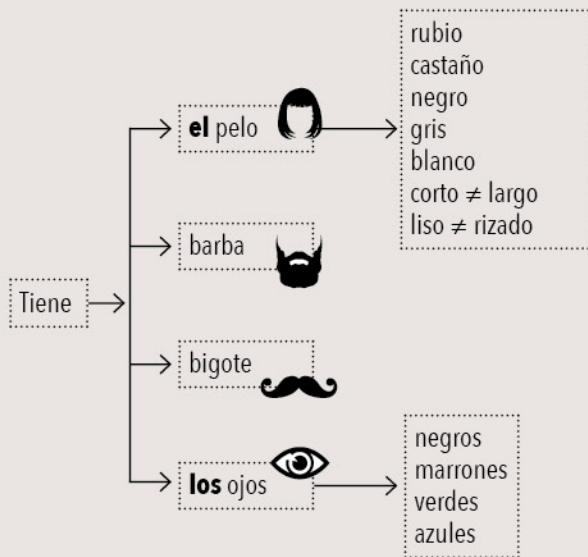 Tiene
el pelo
rubio
castaño
negro
gris
blanco
corto ≠ largo
liso ≠ rizado
barba
bigote
los ojos
negros
marrones
verdes
azules